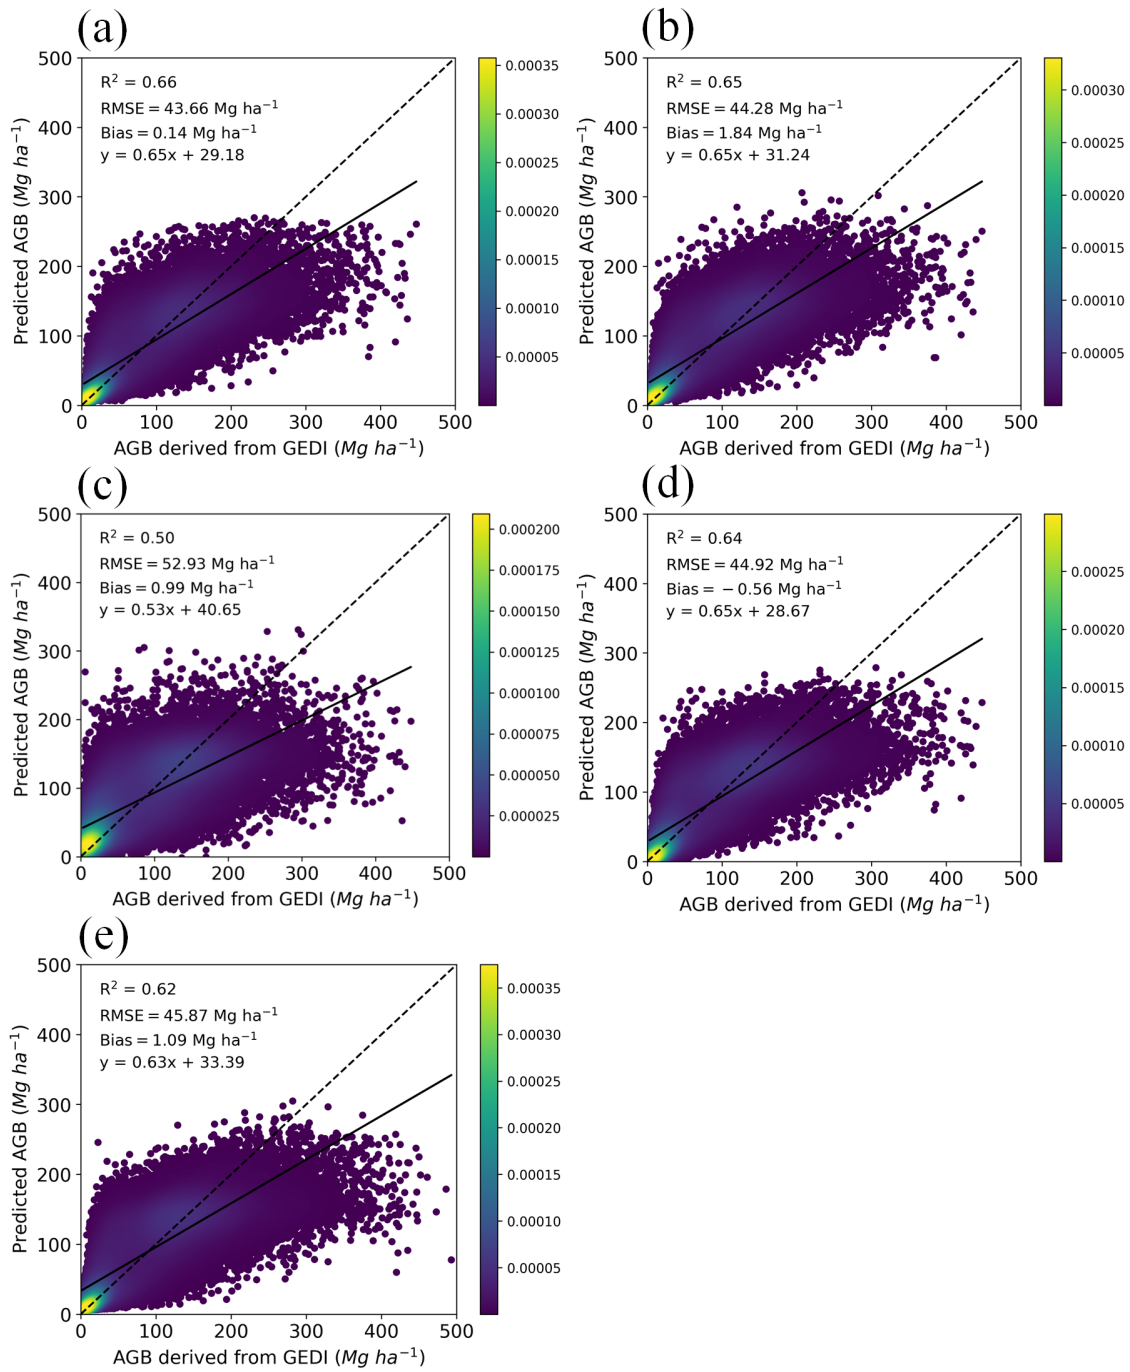 (a)
R² = 0.66
RMSE = 43.66 Mg ha⁻¹
Bias = 0.14 Mg ha⁻¹
y = 0.65x + 29.18
Predicted AGB (Mg ha⁻¹)
500
400
300
200
100
0
0 100 200 300 400 500
AGB derived from GEDI (Mg ha⁻¹)
0.00035
0.00030
0.00025
0.00020
0.00015
0.00010
0.00005
(b)
R² = 0.65
RMSE = 44.28 Mg ha⁻¹
Bias = 1.84 Mg ha⁻¹
y = 0.65x + 31.24
Predicted AGB (Mg ha⁻¹)
500
400
300
200
100
0
0 100 200 300 400 500
AGB derived from GEDI (Mg ha⁻¹)
0.00030
0.00025
0.00020
0.00015
0.00010
0.00005
(c)
R² = 0.50
RMSE = 52.93 Mg ha⁻¹
Bias = 0.99 Mg ha⁻¹
y = 0.53x + 40.65
Predicted AGB (Mg ha⁻¹)
500
400
300
200
100
0
0 100 200 300 400 500
AGB derived from GEDI (Mg ha⁻¹)
0.000200
0.000175
0.000150
0.000125
0.000100
0.000075
0.000050
0.000025
(d)
R² = 0.64
RMSE = 44.92 Mg ha⁻¹
Bias = −0.56 Mg ha⁻¹
y = 0.65x + 28.67
Predicted AGB (Mg ha⁻¹)
500
400
300
200
100
0
0 100 200 300 400 500
AGB derived from GEDI (Mg ha⁻¹)
0.00025
0.00020
0.00015
0.00010
0.00005
(e)
R² = 0.62
RMSE = 45.87 Mg ha⁻¹
Bias = 1.09 Mg ha⁻¹
y = 0.63x + 33.39
Predicted AGB (Mg ha⁻¹)
500
400
300
200
100
0
0 100 200 300 400 500
AGB derived from GEDI (Mg ha⁻¹)
0.00035
0.00030
0.00025
0.00020
0.00015
0.00010
0.00005